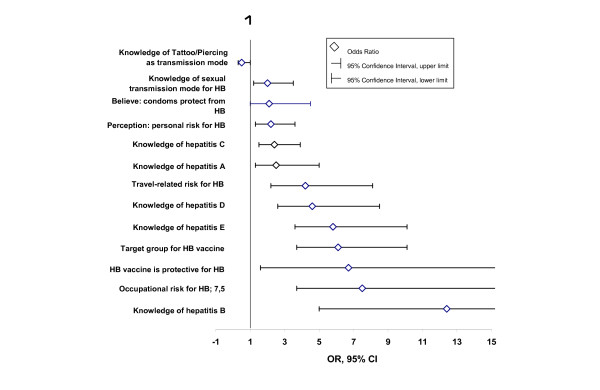 1
Knowledge of Tattoo/Piercing
as transmission mode
Knowledge of sexual
transmission mode for HB
Believe: condoms protect from
HB
Perception: personal risk for HB
Knowledge of hepatitis C
Knowledge of hepatitis A
Travel-related risk for HB
Knowledge of hepatitis D
Knowledge of hepatitis E
Target group for HB vaccine
HB vaccine is protective for HB
Occupational risk for HB; 7,5
Knowledge of hepatitis B
Odds Ratio
95% Confidence Interval, upper limit
95% Confidence Interval, lower limit
-1 1 3 5 7 9 11 13 15
OR, 95% CI